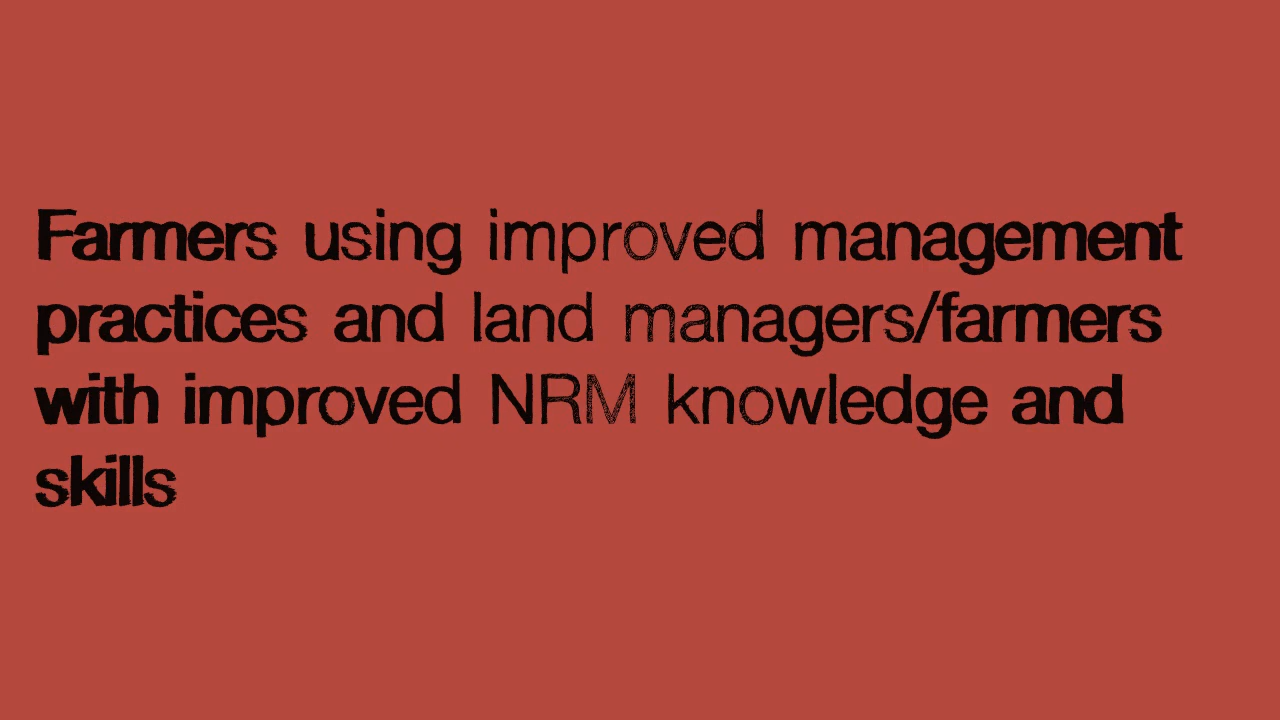 Farmers using improved management
practices and land managers/farmers
with improved NRM knowledge and
skills